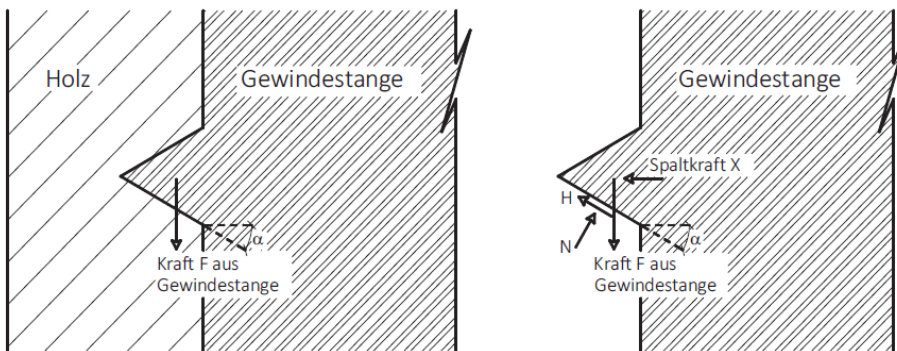 Holz
Gewindestange
α
Kraft F aus
Gewindestange
Gewindestange
Spaltkraft X
H
N
α
Kraft F aus
Gewindestange